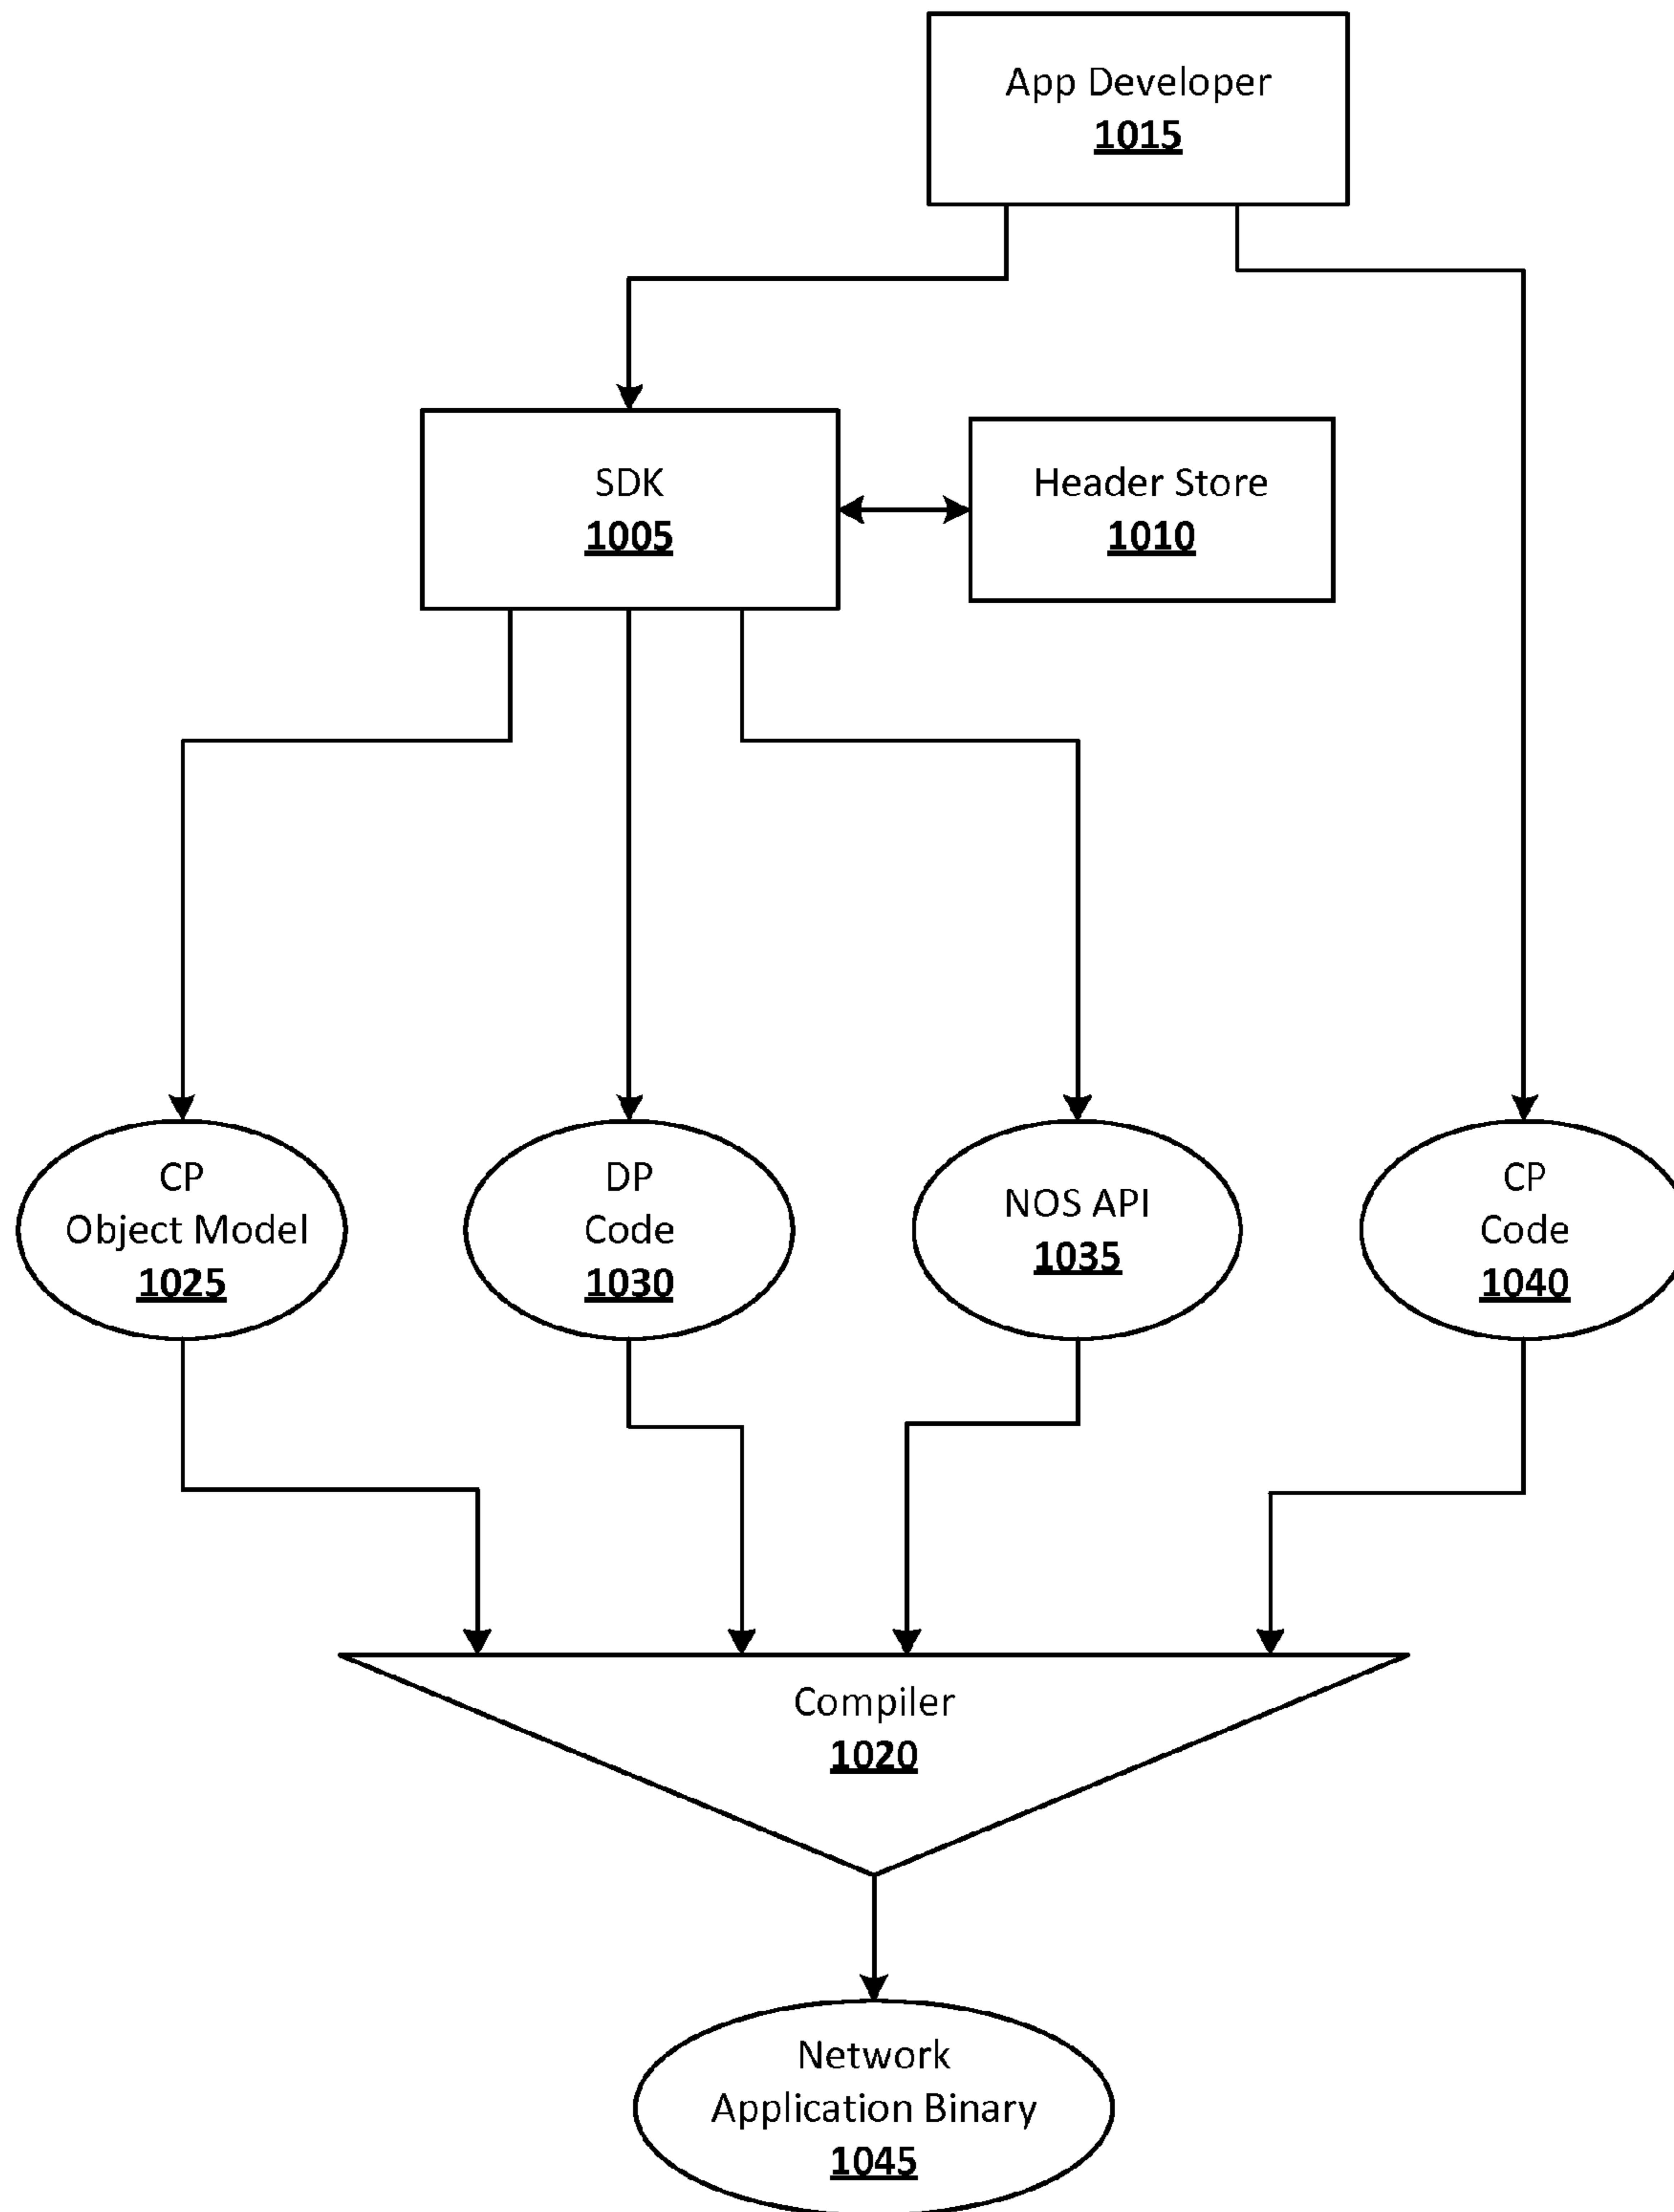 App Developer
1015
SDK
1005
Header Store
1010
CP
Object Model
1025
DP
Code
1030
NOS API
1035
CP
Code
1040
Compiler
1020
Network
Application Binary
1045